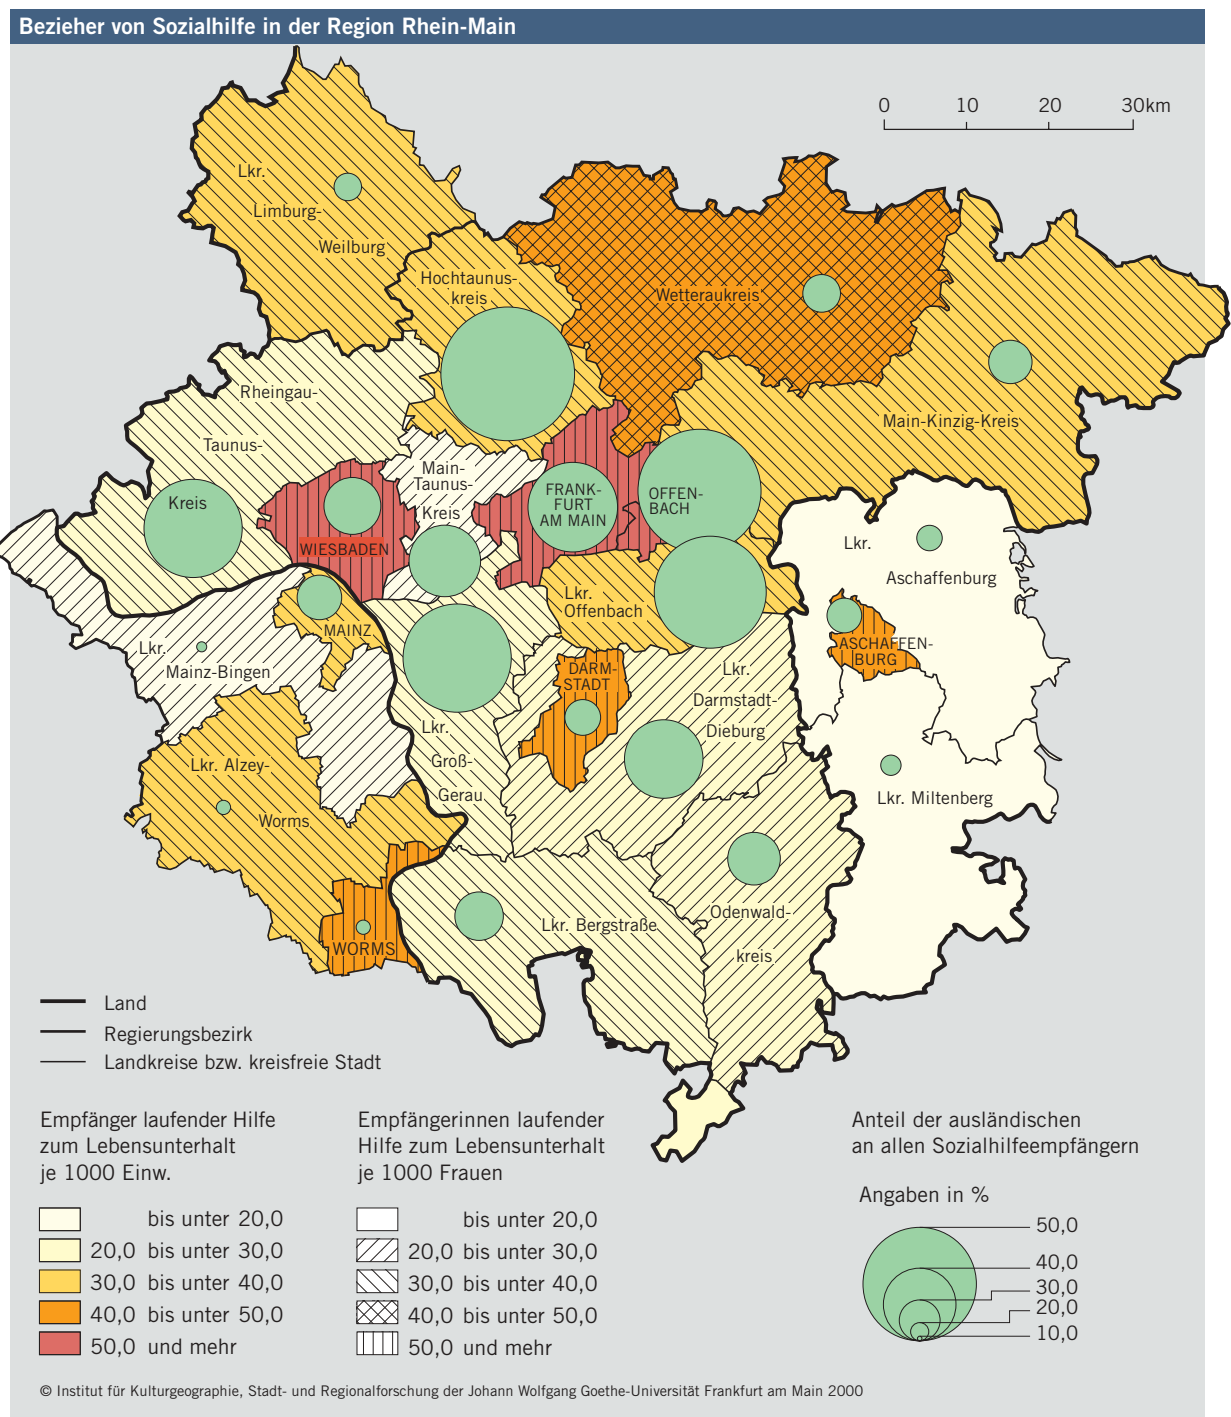 Bezieher von Sozialhilfe in der Region Rhein-Main
0 10 20 30km
Lkr.
Limburg-
Weilburg
Hochtaunus-
kreis
Wetteraukreis
Rheingau-
Taunus-
Kreis
Main-Kinzig-Kreis
Main-
Taunus-
Kreis
FRANK-
FURT
AM MAIN
OFFEN-
BACH
WIESBADEN
Lkr.
Aschaffenburg
Lkr.
Offenbach
MAINZ
ASCHAFFEN-
BURG
Lkr.
Mainz-Bingen
DARM-
STADT
Lkr.
Darmstadt-
Dieburg
Lkr.
Groß-
Gerau
Lkr. Alzey-
Worms
Lkr. Miltenberg
Lkr. Bergstraße
Odenwald-
kreis
WORMS
Land
Regierungsbezirk
Landkreise bzw. kreisfreie Stadt
Empfänger laufender Hilfe
zum Lebensunterhalt
je 1000 Einw.
bis unter 20,0
20,0 bis unter 30,0
30,0 bis unter 40,0
40,0 bis unter 50,0
50,0 und mehr
Empfängerinnen laufender
Hilfe zum Lebensunterhalt
je 1000 Frauen
bis unter 20,0
20,0 bis unter 30,0
30,0 bis unter 40,0
40,0 bis unter 50,0
50,0 und mehr
Anteil der ausländischen
an allen Sozialhilfeempfängern
Angaben in %
50,0
40,0
30,0
20,0
10,0
© Institut für Kulturgeographie, Stadt- und Regionalforschung der Johann Wolfgang Goethe-Universität Frankfurt am Main 2000